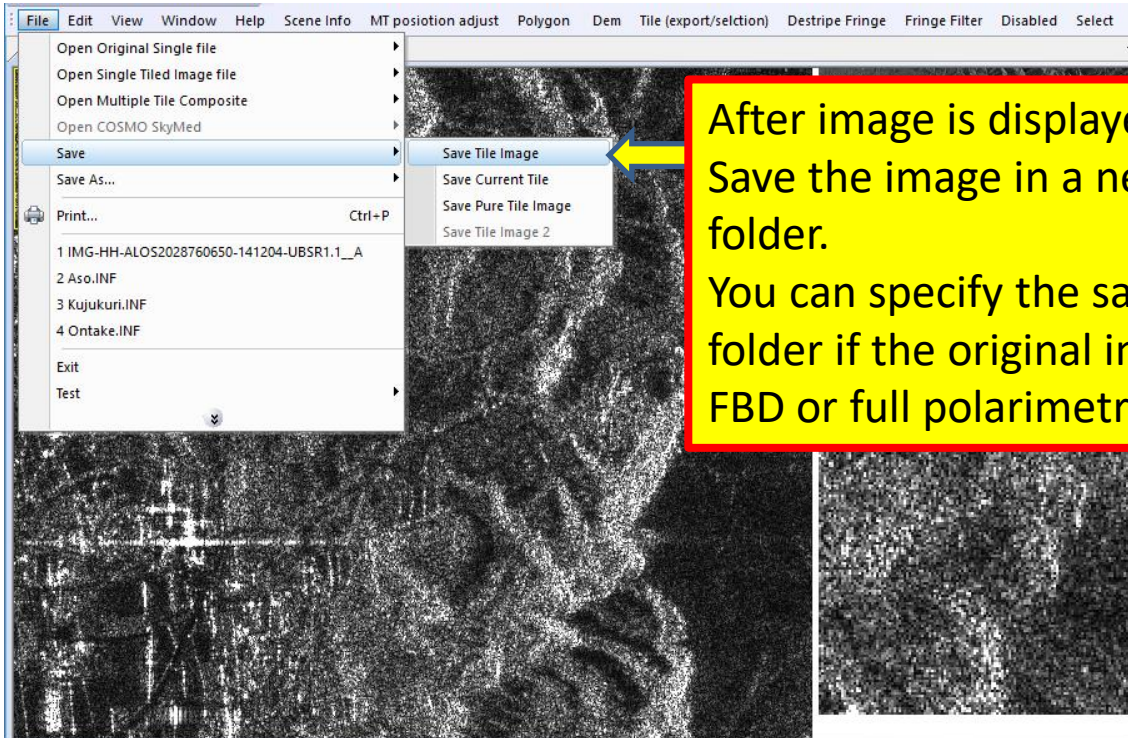 File Edit View Window Help Scene Info MT posiotion adjust Polygon Dem Tile (export/selction) Destripe Fringe Fringe Filter Disabled Select
Open Original Single file
Open Single Tiled Image file
Open Multiple Tile Composite
Open COSMO SkyMed
Save
Save As...
Print... Ctrl+P
1 IMG-HH-ALOS2028760650-141204-UBSR1.1__A
2 Aso.INF
3 Kujukuri.INF
4 Ontake.INF
Exit
Test
Save Tile Image
Save Current Tile
Save Pure Tile Image
Save Tile Image 2
After image is displaye
Save the image in a ne
folder.
You can specify the sa
folder if the original in
FBD or full polarimetr